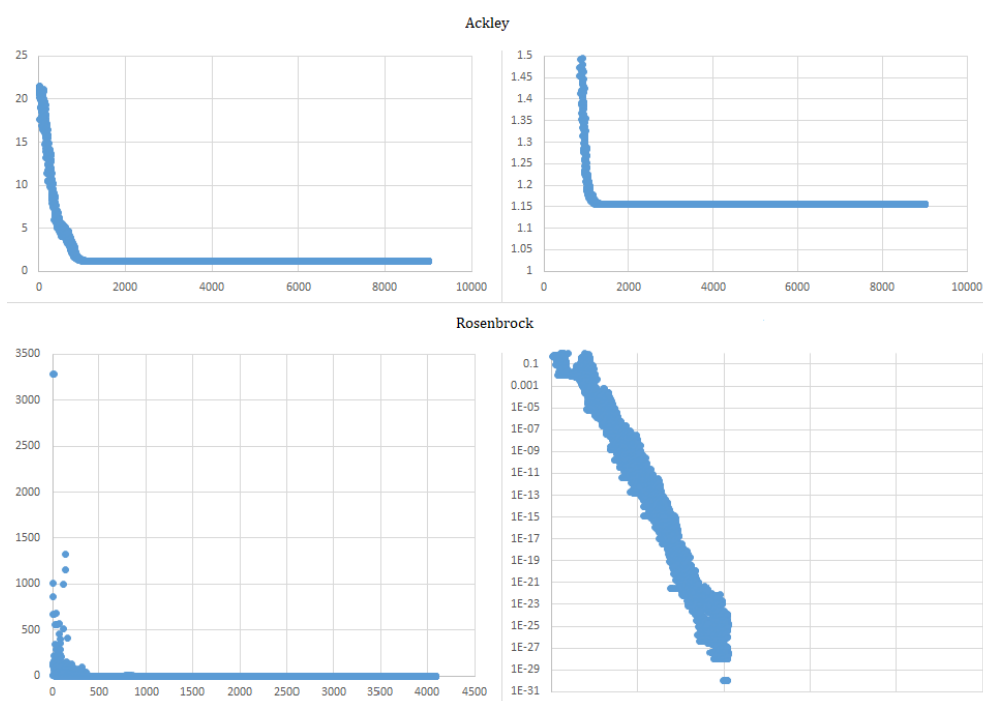 Ackley
25
20
15
10
5
0
0 2000 4000 6000 8000 10000
1.5
1.45
1.4
1.35
1.3
1.25
1.2
1.15
1.1
1.05
1
0 2000 4000 6000 8000 10000
Rosenbrock
3500
3000
2500
2000
1500
1000
500
0
0 500 1000 1500 2000 2500 3000 3500 4000 4500
0.1
0.001
1E-05
1E-07
1E-09
1E-11
1E-13
1E-15
1E-17
1E-19
1E-21
1E-23
1E-25
1E-27
1E-29
1E-31